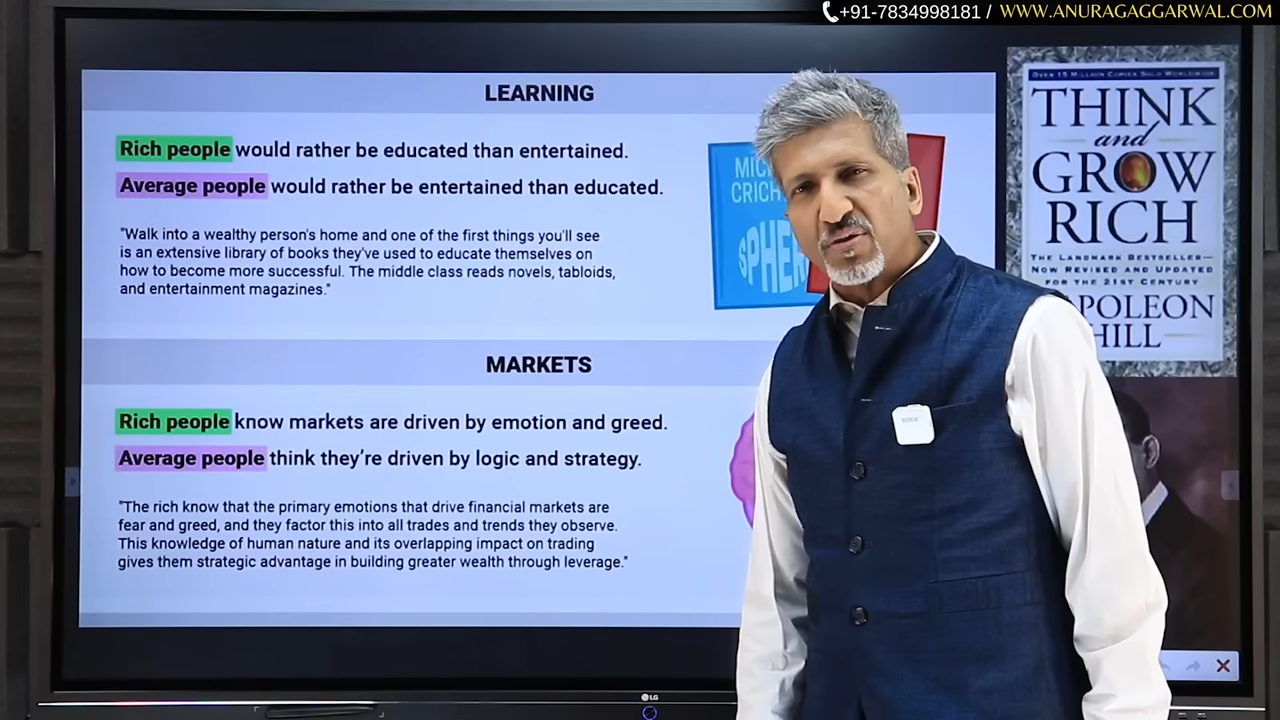 +91-7834998181 / WWW.ANURAGAGGARWAL.COM
LEARNING
Rich people would rather be educated than entertained.
Average people would rather be entertained than educated.
"Walk into a wealthy person's home and one of the first things you'll see
is an extensive library of books they've used to educate themselves on
how to become more successful. The middle class reads novels, tabloids,
and entertainment magazines."
MARKETS
Rich people know markets are driven by emotion and greed.
Average people think they're driven by logic and strategy.
"The rich know that the primary emotions that drive financial markets are
fear and greed, and they factor this into all trades and trends they observe.
This knowledge of human nature and its overlapping impact on trading
gives them strategic advantage in building greater wealth through leverage."
OVER 15 MILLION COPIES SOLD WORLDWIDE
THINK
and
GROW
RICH
THE LANDMARK BESTSELLER—
NOW REVISED AND UPDATED
FOR THE 21ST CENTURY
HILL
LG